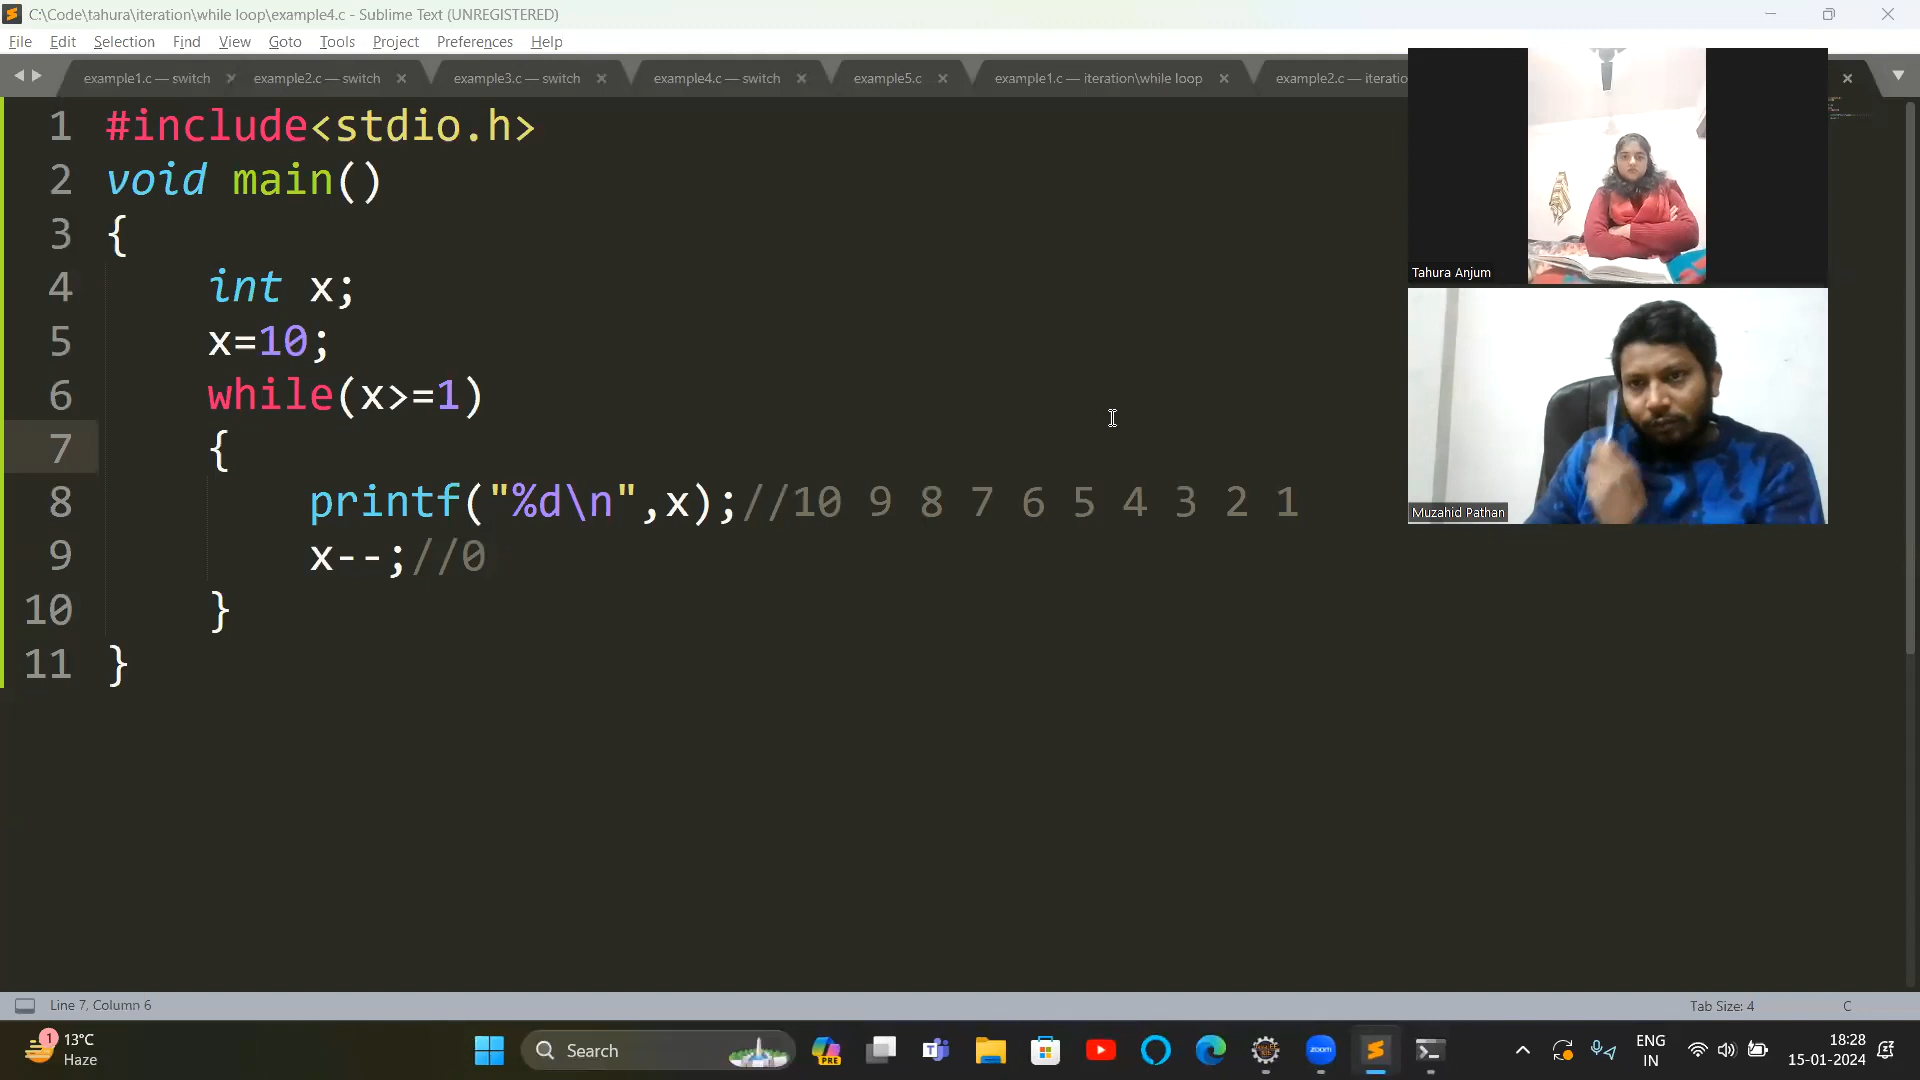 C:\Code\tahura\iteration\while loop\example4.c - Sublime Text (UNREGISTERED)
File Edit Selection Find View Goto Tools Project Preferences Help
example1.c — switch example2.c — switch example3.c — switch example4.c — switch example5.c example1.c — iteration\while loop example2.c — iteratio
1 #include<stdio.h>
2 void main()
3 {
4 int x;
5 x=10;
6 while(x>=1)
7 {
8 printf("%d\n",x);//10 9 8 7 6 5 4 3 2 1
9 x--;//0
10 }
11 }
Tahura Anjum
Muzahid Pathan
Line 7, Column 6 Tab Size: 4 C
1 13°C
Haze
Search
PRE
zoom
ENG
IN
18:28
15-01-2024